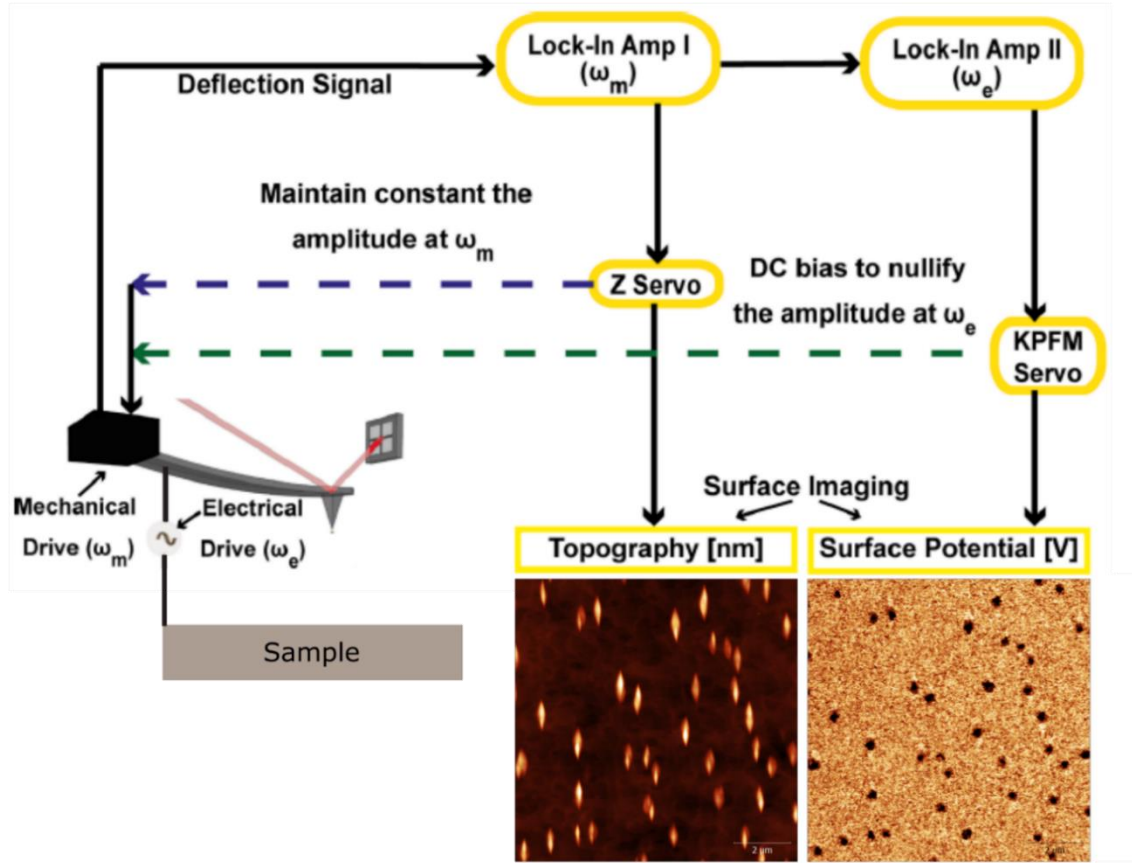 Lock-In Amp I
(ωm)
Lock-In Amp II
(ωe)
Deflection Signal
Maintain constant the
amplitude at ωm
Z Servo
DC bias to nullify
the amplitude at ωe
KPFM
Servo
Mechanical
Drive (ωm)
Electrical
Drive (ωe)
Surface Imaging
Topography [nm]
Surface Potential [V]
Sample
2 µm